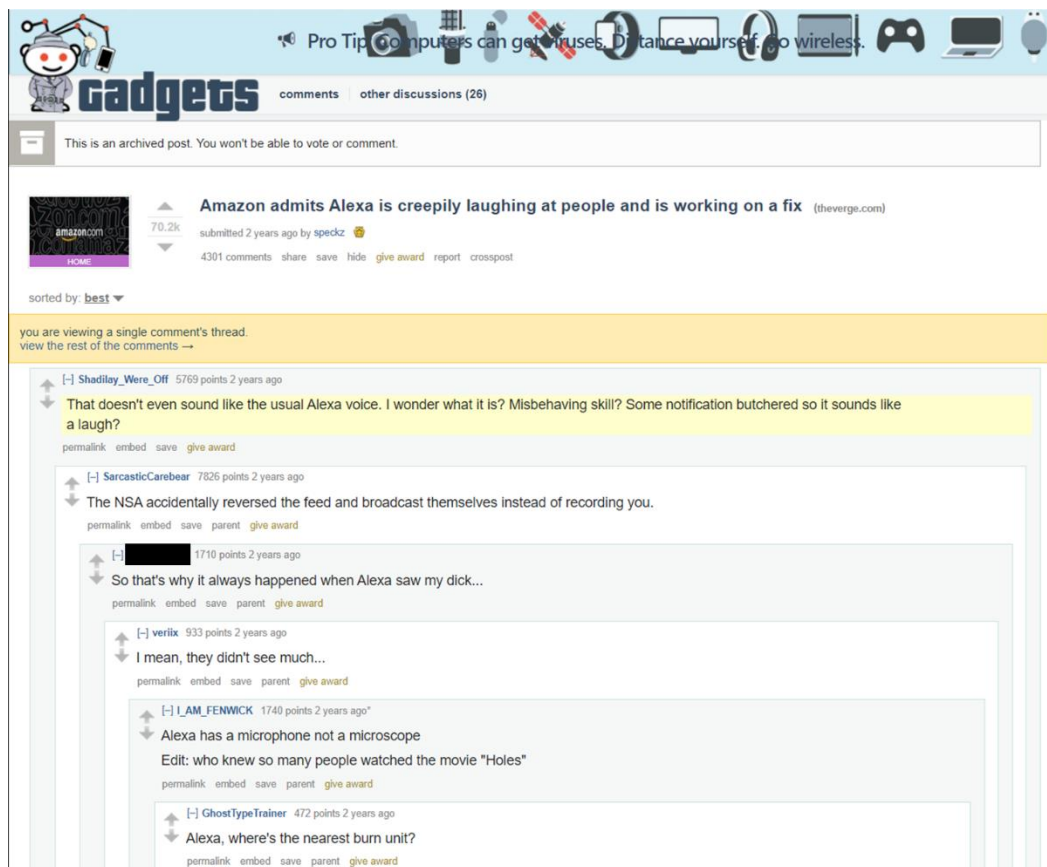 Pro Tip Computers can get viruses. Distance yourself. Go wireless.
Gadgets
comments other discussions (26)
This is an archived post. You won't be able to vote or comment.
amazon.com
HOME
70.2k
Amazon admits Alexa is creepily laughing at people and is working on a fix (theverge.com)
submitted 2 years ago by speckz
4301 comments share save hide give award report crosspost
sorted by: best
you are viewing a single comment's thread.
view the rest of the comments →
[–] Shadilay_Were_Off 5769 points 2 years ago
That doesn't even sound like the usual Alexa voice. I wonder what it is? Misbehaving skill? Some notification butchered so it sounds like
a laugh?
permalink embed save give award
[–] SarcasticCarebear 7826 points 2 years ago
The NSA accidentally reversed the feed and broadcast themselves instead of recording you.
permalink embed save parent give award
[–] 1710 points 2 years ago
So that's why it always happened when Alexa saw my dick...
permalink embed save parent give award
[–] veriix 933 points 2 years ago
I mean, they didn't see much...
permalink embed save parent give award
[–] I_AM_FENWICK 1740 points 2 years ago*
Alexa has a microphone not a microscope
Edit: who knew so many people watched the movie "Holes"
permalink embed save parent give award
[–] GhostTypeTrainer 472 points 2 years ago
Alexa, where's the nearest burn unit?
permalink embed save parent give award